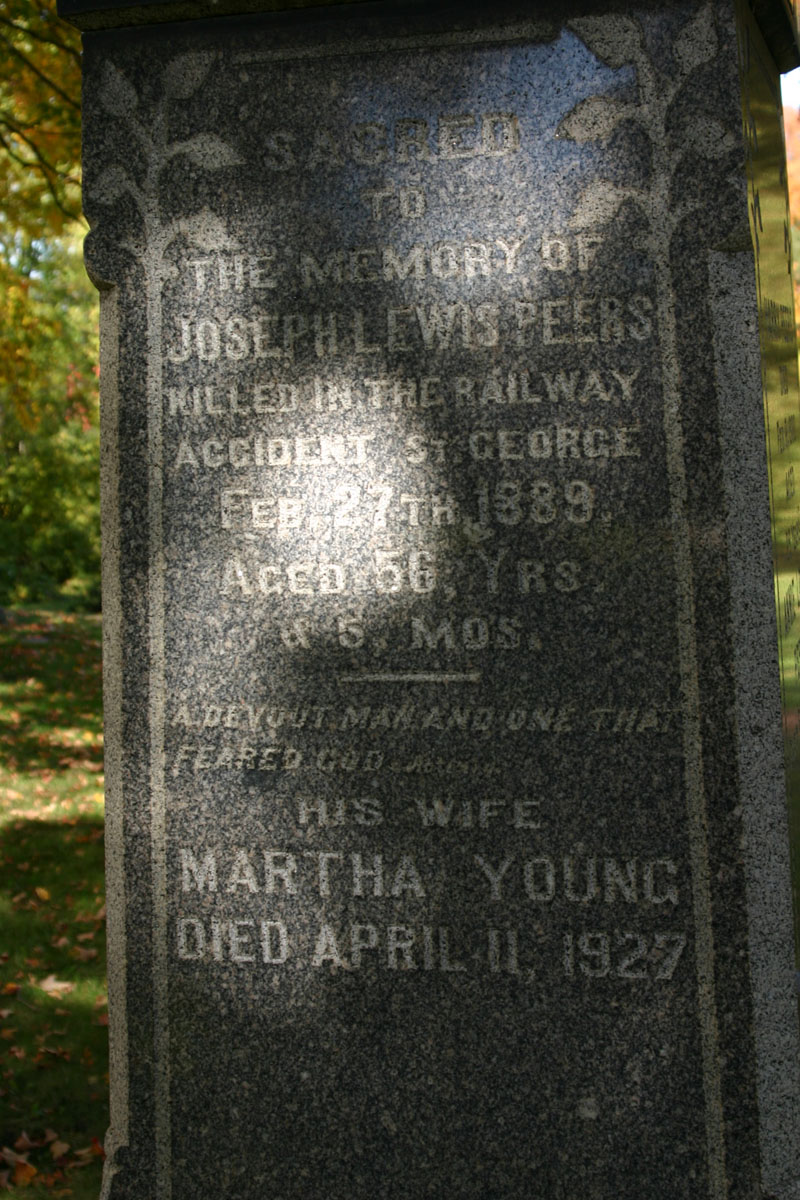 SACRED
TO
THE MEMORY OF
JOSEPH LEWIS PEERS
KILLED IN THE RAILWAY
ACCIDENT, ST GEORGE
FEB. 27TH, 1889.
AGED 56, YRS.
& 5, MOS.
A DEVOUT MAN AND ONE THAT
FEARED GOD
HIS WIFE
MARTHA YOUNG
DIED APRIL 11, 1927